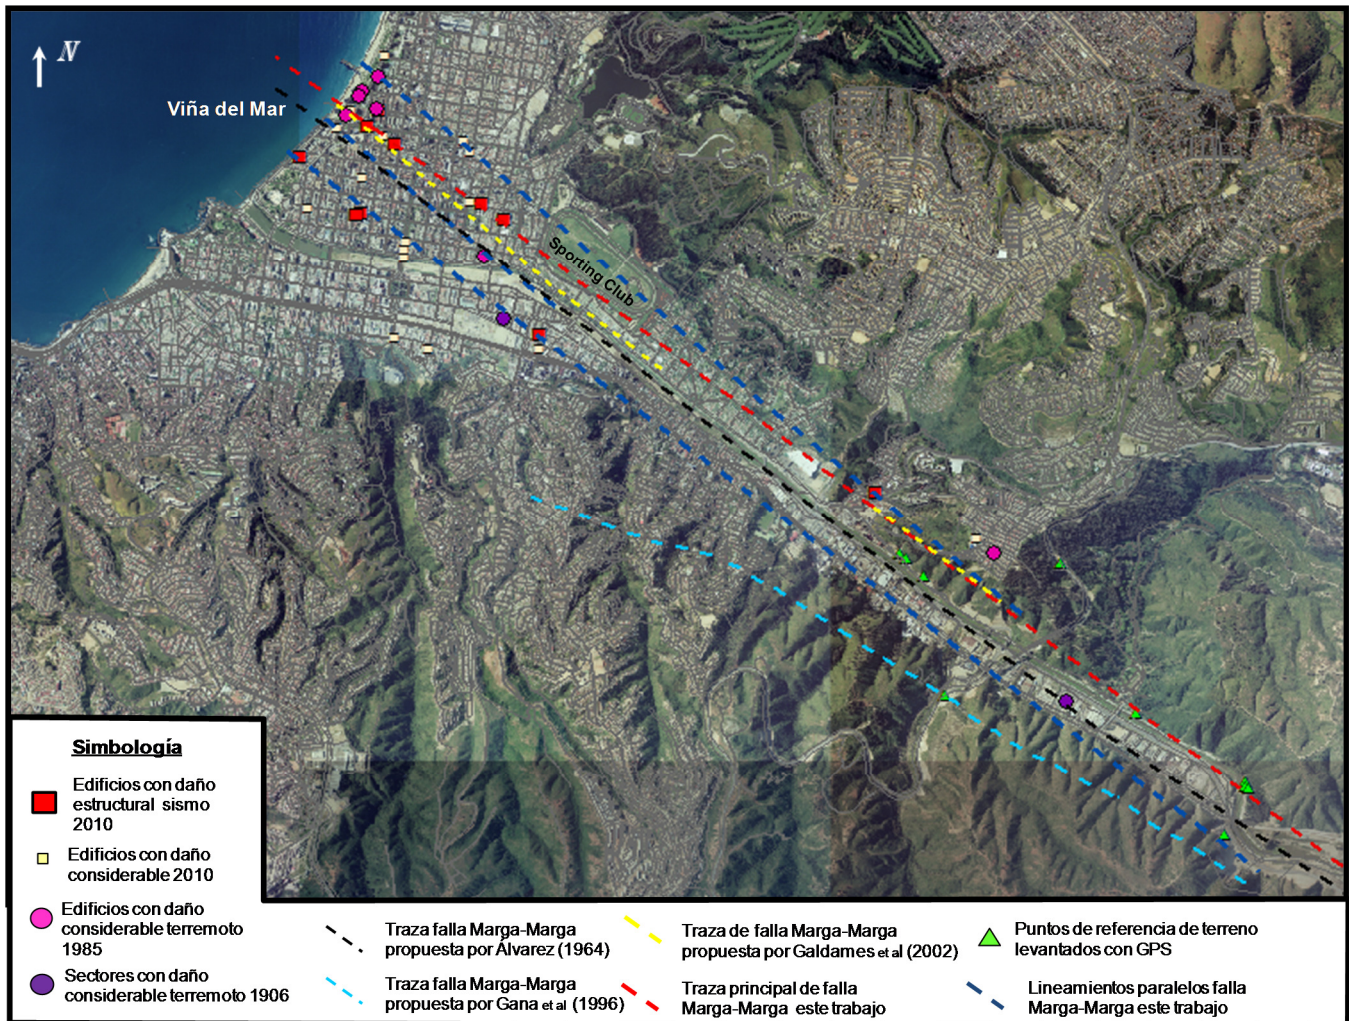 N
Viña del Mar
Sporting Club
Simbología
Edificios con daño
estructural sismo
2010
Edificios con daño
considerable 2010
Edificios con daño
considerable terremoto
1985
Sectores con daño
considerable terremoto 1906
Traza falla Marga-Marga
propuesta por Álvarez (1964)
Traza falla Marga-Marga
propuesta por Gana et al (1996)
Traza de falla Marga-Marga
propuesta por Galdames et al (2002)
Traza principal de falla
Marga-Marga este trabajo
Puntos de referencia de terreno
levantados con GPS
Lineamientos paralelos falla
Marga-Marga este trabajo